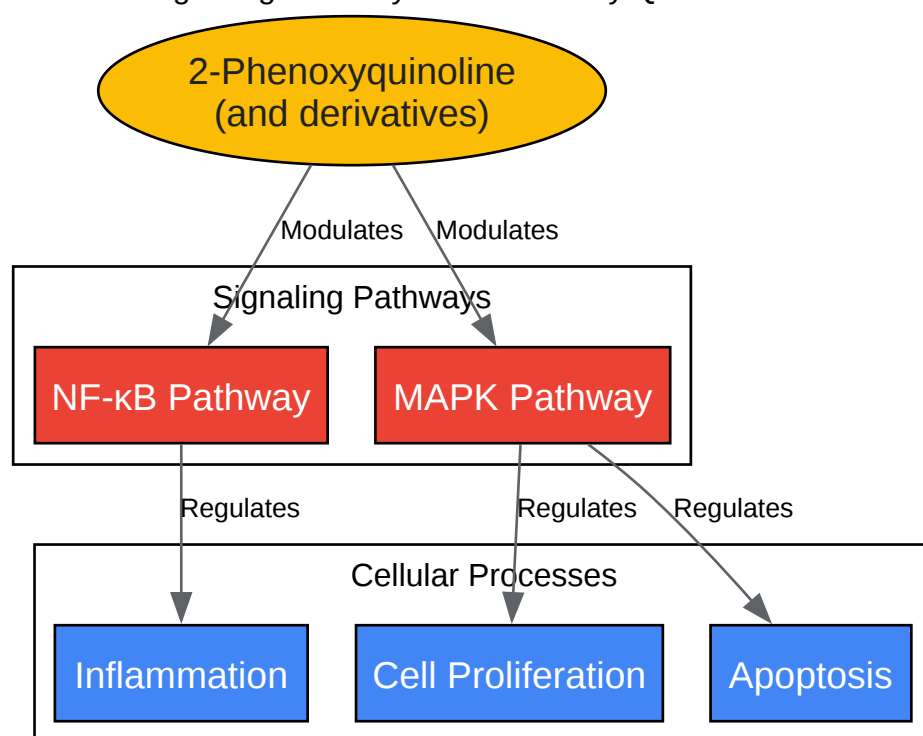 2-Phenoxyquinoline
(and derivatives)
Modulates Modulates
Signaling Pathways
NF-κB Pathway MAPK Pathway
Regulates Regulates Regulates
Cellular Processes
Inflammation Cell Proliferation Apoptosis